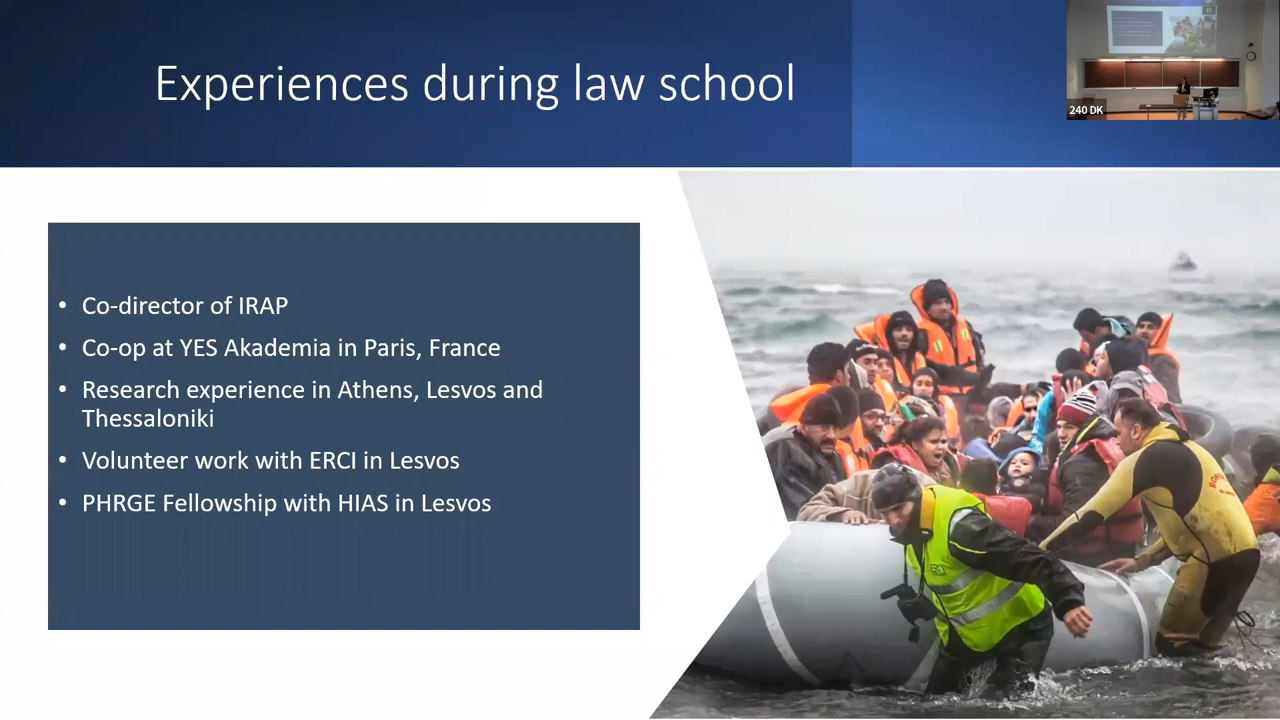 Experiences during law school
240 DK
• Co-director of IRAP
• Co-op at YES Akademia in Paris, France
• Research experience in Athens, Lesvos and
Thessaloniki
• Volunteer work with ERCI in Lesvos
• PHRGE Fellowship with HIAS in Lesvos